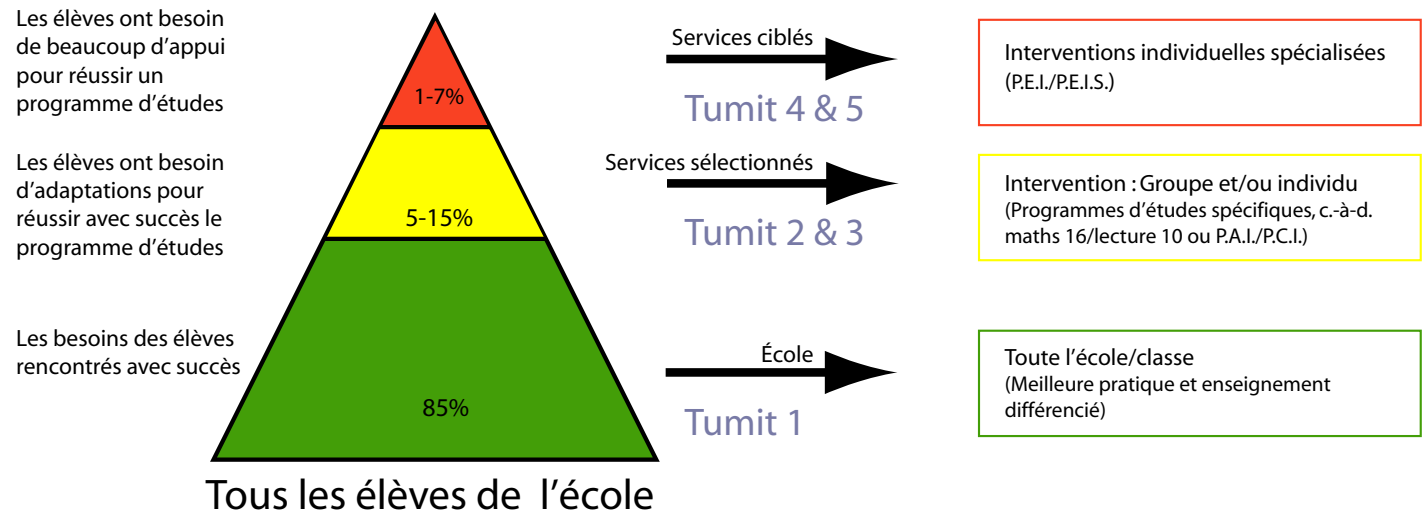 Les élèves ont besoin
de beaucoup d'appui
pour réussir un
programme d'études
1-7%
Services ciblés
Tumit 4 & 5
Interventions individuelles spécialisées
(P.E.I./P.E.I.S.)
Les élèves ont besoin
d'adaptations pour
réussir avec succès le
programme d'études
5-15%
Services sélectionnés
Tumit 2 & 3
Intervention : Groupe et/ou individu
(Programmes d'études spécifiques, c.-à-d.
maths 16/lecture 10 ou P.A.I./P.C.I.)
Les besoins des élèves
rencontrés avec succès
85%
École
Tumit 1
Toute l'école/classe
(Meilleure pratique et enseignement
différencié)
Tous les élèves de l'école